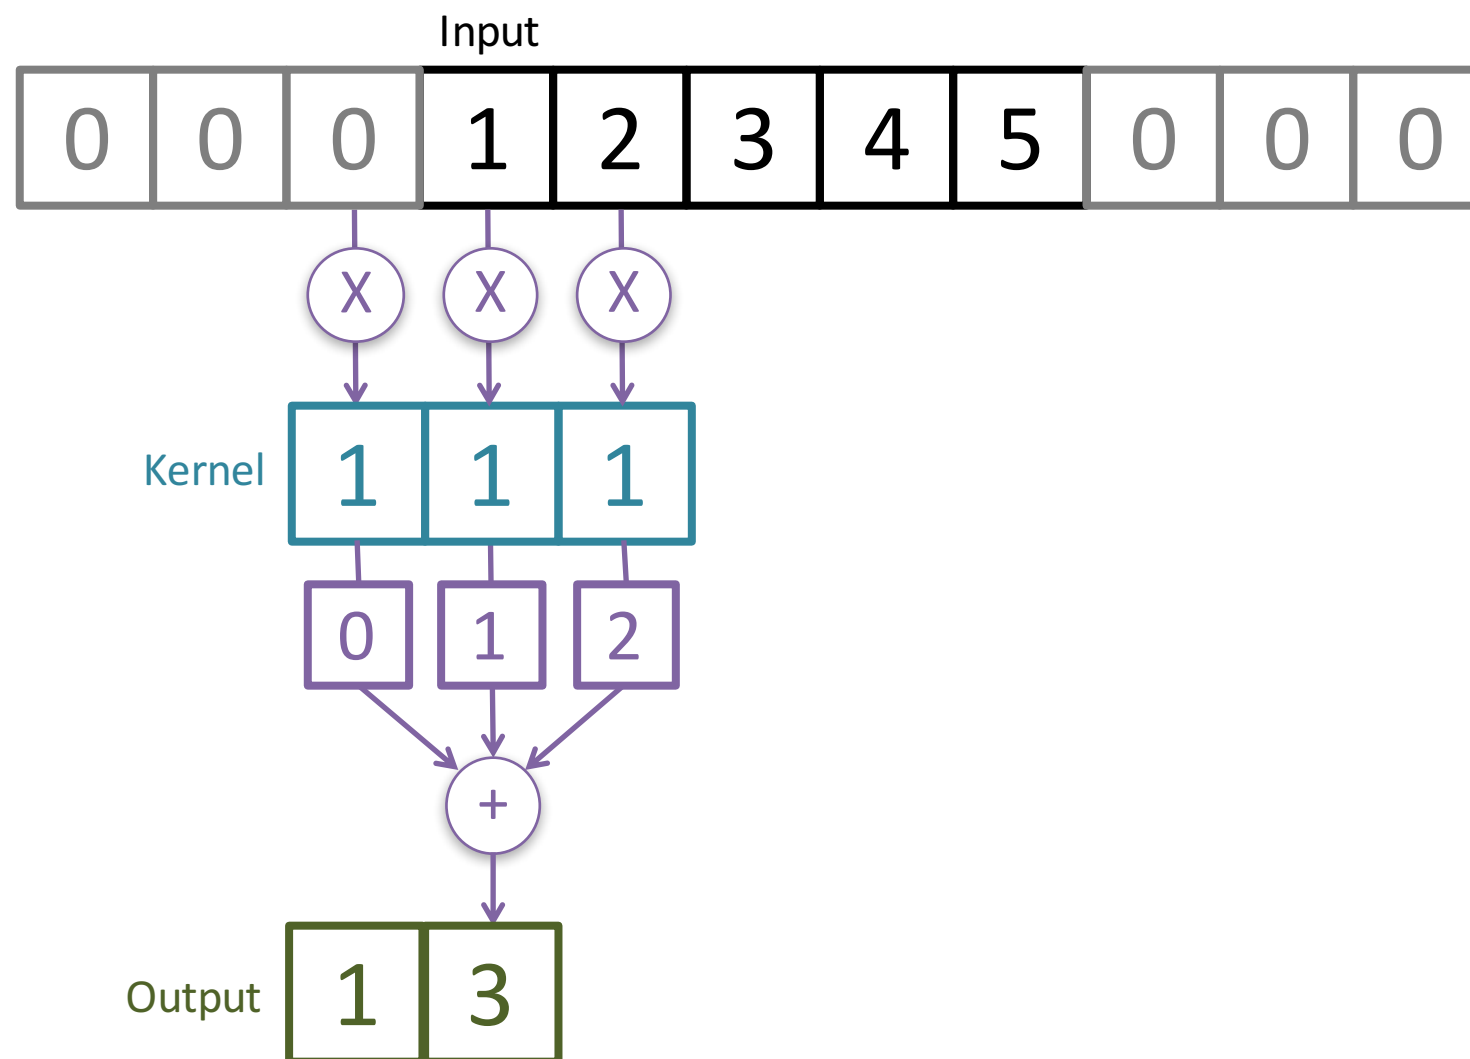 Input
0 0 0 1 2 3 4 5 0 0 0
X X X
Kernel 1 1 1
0 1 2
+
Output 1 3